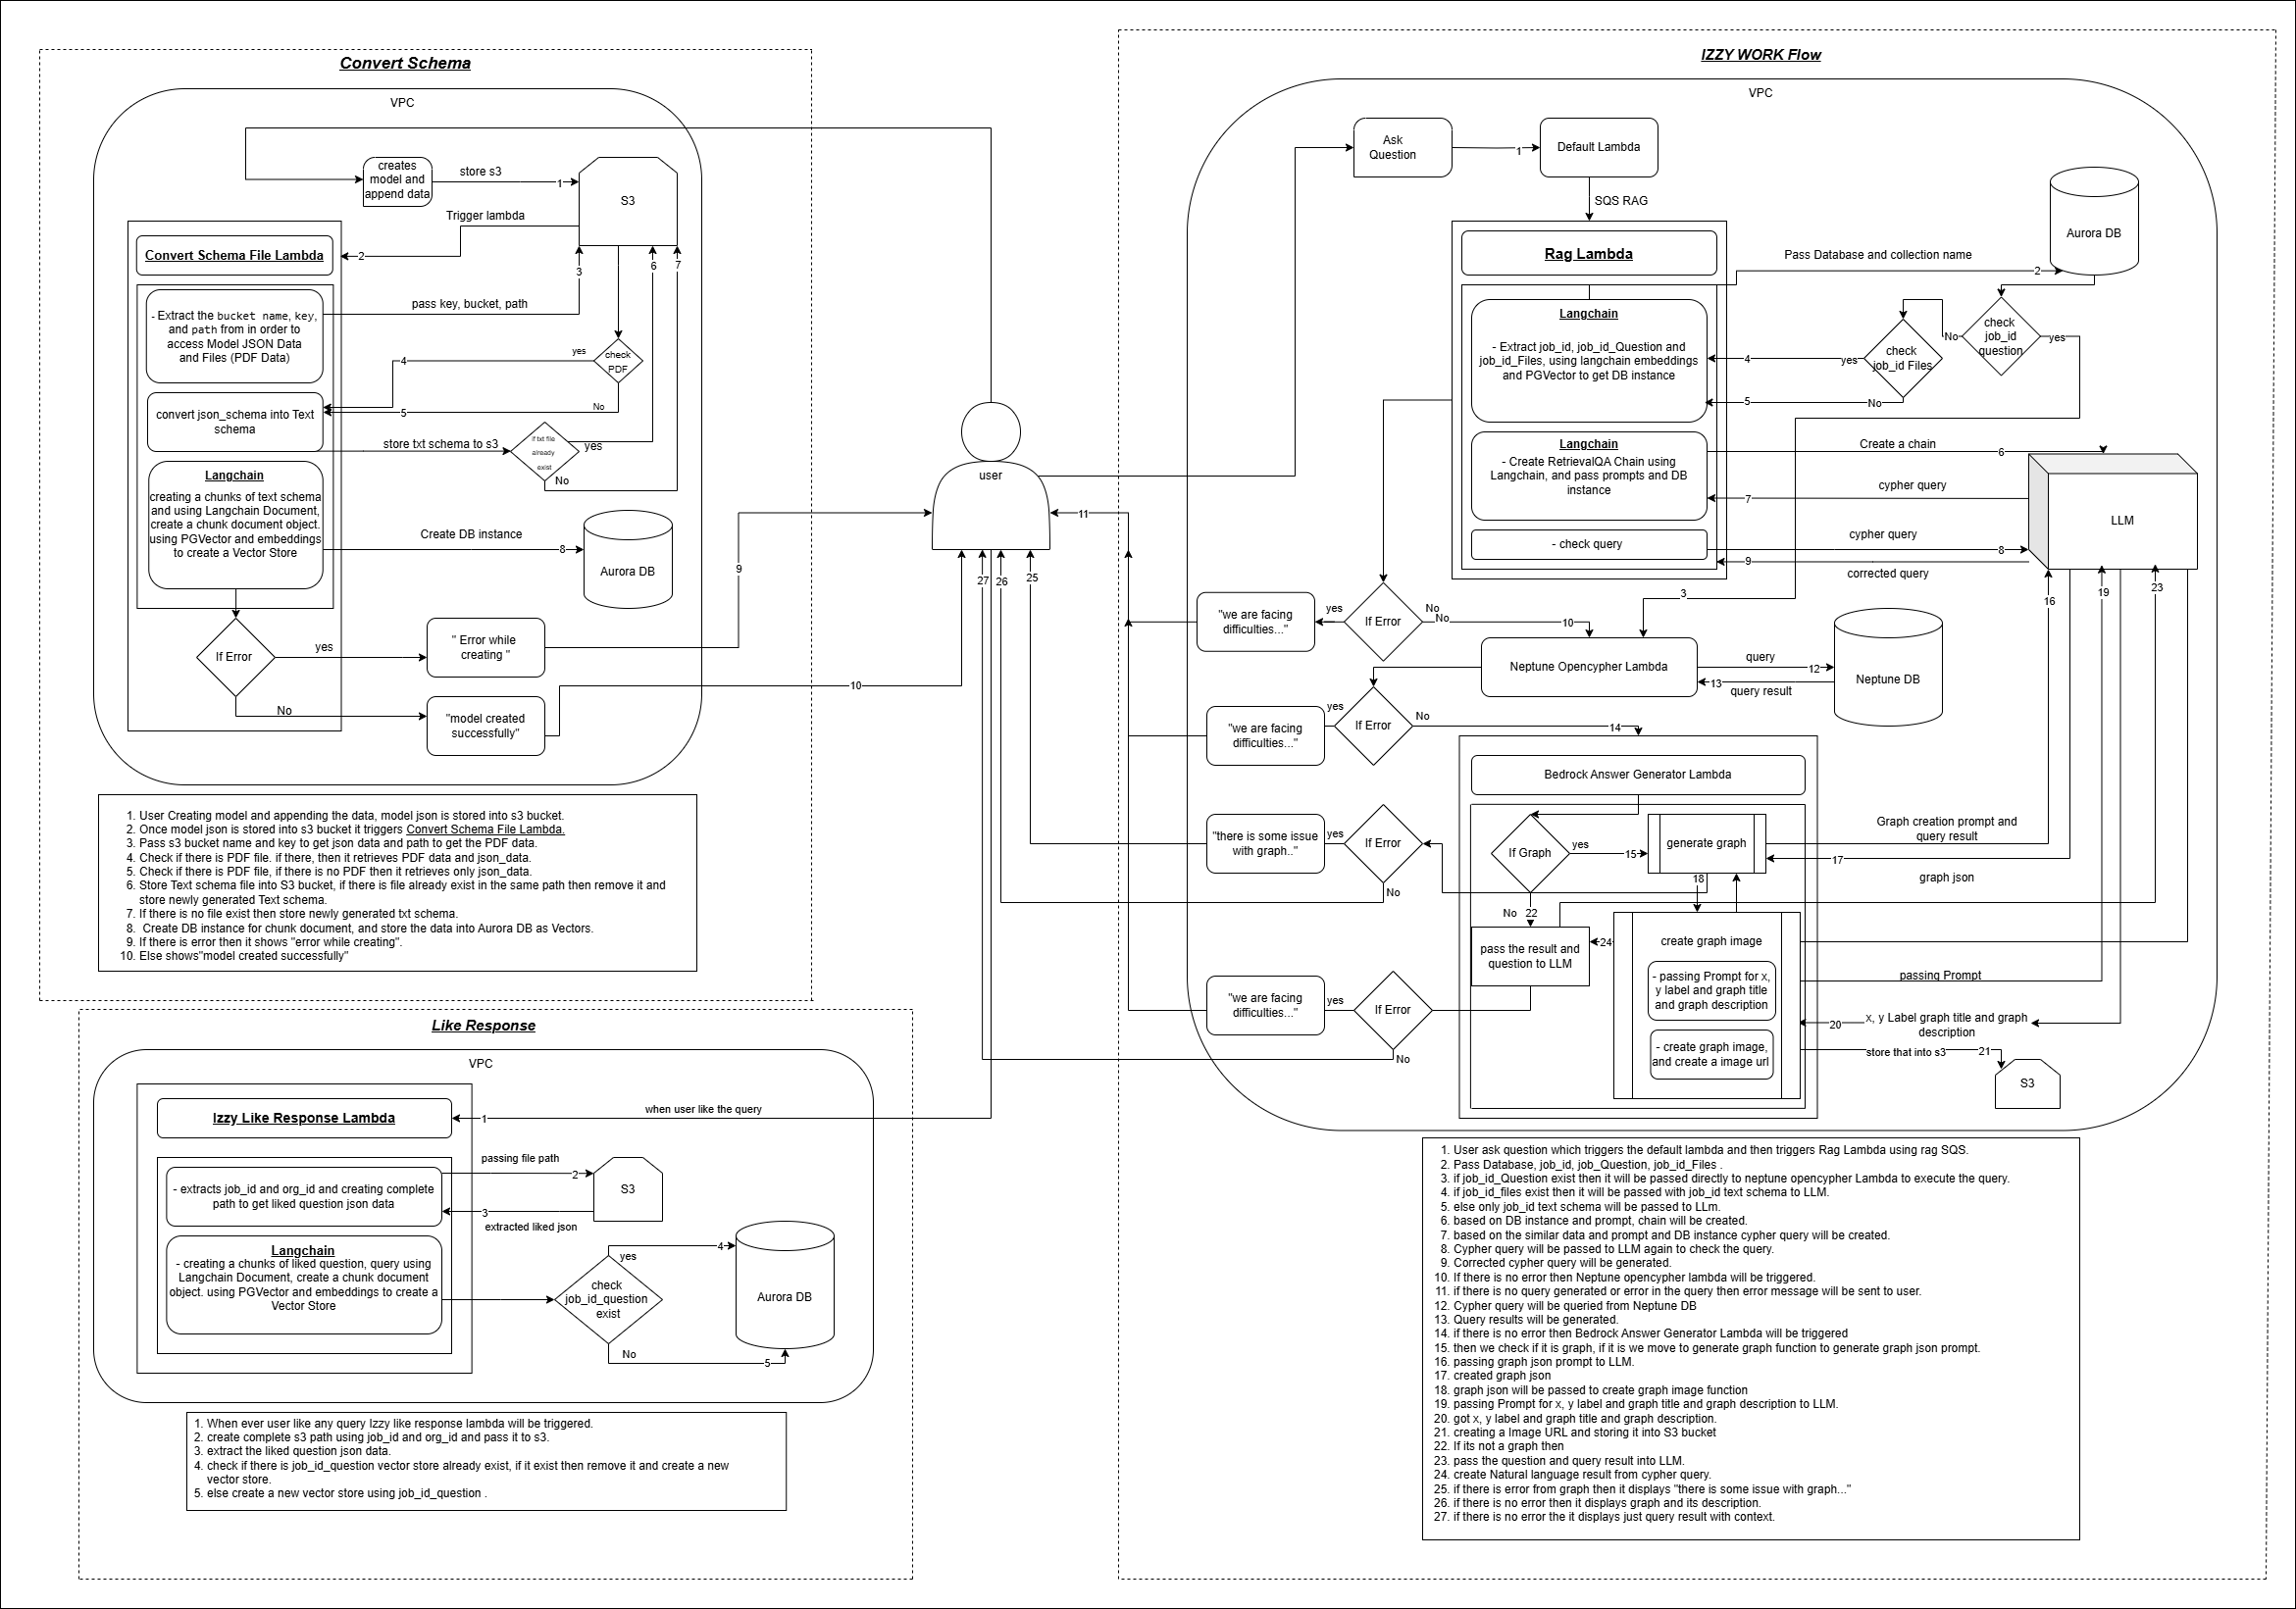 Convert Schema
VPC
creates
model and
append data
store s3
1
S3
Trigger lambda
2
Convert Schema File Lambda
3
6
7
- Extract the bucket name, key,
and path from in order to
access Model JSON Data
and Files (PDF Data)
pass key, bucket, path
yes
check
PDF
4
No
5
convert json_schema into Text
schema
store txt schema to s3
if txt file
already
exist
yes
No
Langchain
creating a chunks of text schema
and using Langchain Document,
create a chunk document object.
using PGVector and embeddings
to create a Vector Store
Create DB instance
8
Aurora DB
If Error
yes
" Error while
creating "
9
No
"model created
successfully"
10
1. User Creating model and appending the data, model json is stored into s3 bucket.
2. Once model json is stored into s3 bucket it triggers Convert Schema File Lambda.
3. Pass s3 bucket name and key to get json data and path to get the PDF data.
4. Check if there is PDF file. if there, then it retrieves PDF data and json_data.
5. Check if there is PDF file, if there is no PDF then it retrieves only json_data.
6. Store Text schema file into S3 bucket, if there is file already exist in the same path then remove it and
store newly generated Text schema.
7. If there is no file exist then store newly generated txt schema.
8. Create DB instance for chunk document, and store the data into Aurora DB as Vectors.
9. If there is error then it shows "error while creating".
10. Else shows"model created successfully"
Like Response
VPC
Izzy Like Response Lambda
1
when user like the query
- extracts job_id and org_id and creating complete
path to get liked question json data
passing file path
2
S3
3
extracted liked json
Langchain
- creating a chunks of liked question, query using
Langchain Document, create a chunk document
object. using PGVector and embeddings to create a
Vector Store
yes
4
check
job_id_question
exist
Aurora DB
No
5
1. When ever user like any query Izzy like response lambda will be triggered.
2. create complete s3 path using job_id and org_id and pass it to s3.
3. extract the liked question json data.
4. check if there is job_id_question vector store already exist, if it exist then remove it and create a new
vector store.
5. else create a new vector store using job_id_question .
user
11
27
26
25
IZZY WORK Flow
VPC
Ask
Question
1
Default Lambda
SQS RAG
Rag Lambda
Pass Database and collection name
2
Aurora DB
Langchain
- Extract job_id, job_id_Question and
job_id_Files, using langchain embeddings
and PGVector to get DB instance
4
yes
check
job_id Files
No
check
job_id
question
yes
5
No
Langchain
- Create RetrievalQA Chain using
Langchain, and pass prompts and DB
instance
Create a chain
6
cypher query
7
LLM
- check query
cypher query
8
9
corrected query
3
16
19
23
"we are facing
difficulties..."
yes
If Error
No
No
10
Neptune Opencypher Lambda
query
12
13
query result
Neptune DB
"we are facing
difficulties..."
yes
If Error
No
14
Bedrock Answer Generator Lambda
"there is some issue
with graph.."
yes
If Error
No
If Graph
yes
15
generate graph
Graph creation prompt and
query result
17
graph json
18
No
22
pass the result and
question to LLM
24
create graph image
- passing Prompt for x,
y label and graph title
and graph description
passing Prompt
- create graph image,
and create a image url
20
x, y Label graph title and graph
description
store that into s3
21
S3
"we are facing
difficulties..."
yes
If Error
No
1. User ask question which triggers the default lambda and then triggers Rag Lambda using rag SQS.
2. Pass Database, job_id, job_Question, job_id_Files .
3. if job_id_Question exist then it will be passed directly to neptune opencypher Lambda to execute the query.
4. if job_id_files exist then it will be passed with job_id text schema to LLM.
5. else only job_id text schema will be passed to LLm.
6. based on DB instance and prompt, chain will be created.
7. based on the similar data and prompt and DB instance cypher query will be created.
8. Cypher query will be passed to LLM again to check the query.
9. Corrected cypher query will be generated.
10. If there is no error then Neptune opencypher lambda will be triggered.
11. if there is no query generated or error in the query then error message will be sent to user.
12. Cypher query will be queried from Neptune DB
13. Query results will be generated.
14. if there is no error then Bedrock Answer Generator Lambda will be triggered
15. then we check if it is graph, if it is we move to generate graph function to generate graph json prompt.
16. passing graph json prompt to LLM.
17. created graph json
18. graph json will be passed to create graph image function
19. passing Prompt for x, y label and graph title and graph description to LLM.
20. got x, y label and graph title and graph description.
21. creating a Image URL and storing it into S3 bucket
22. If its not a graph then
23. pass the question and query result into LLM.
24. create Natural language result from cypher query.
25. if there is error from graph then it displays "there is some issue with graph..."
26. if there is no error then it displays graph and its description.
27. if there is no error the it displays just query result with context.